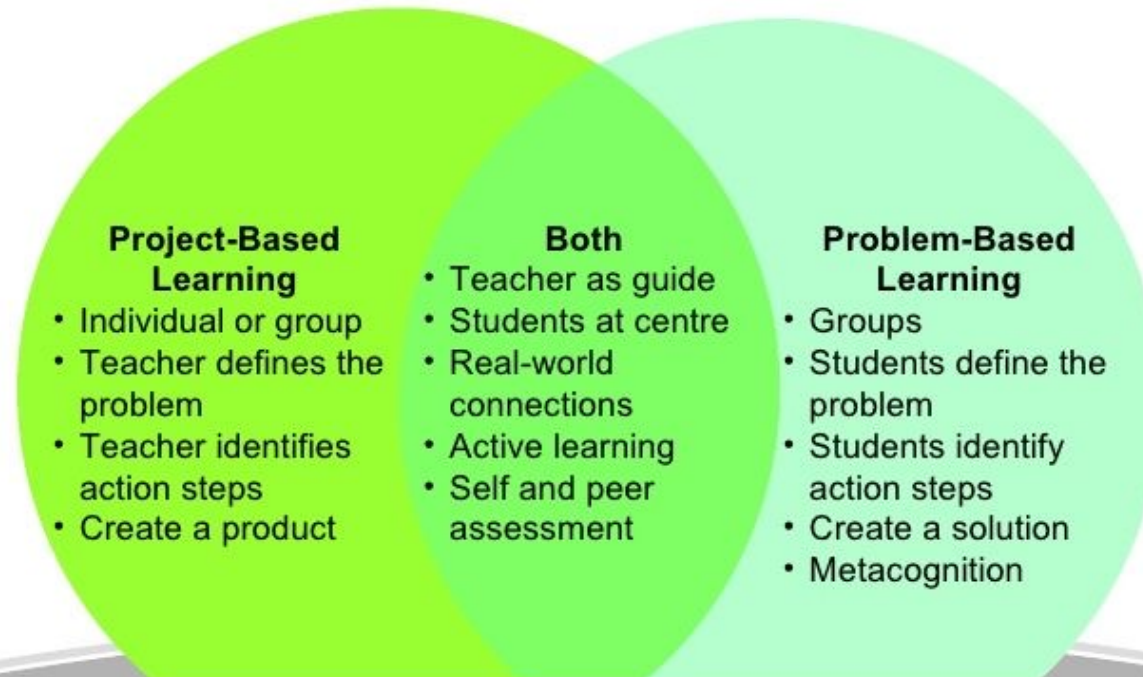 Project-Based
Learning
• Individual or group
• Teacher defines the
problem
• Teacher identifies
action steps
• Create a product
Both
• Teacher as guide
• Students at centre
• Real-world
connections
• Active learning
• Self and peer
assessment
Problem-Based
Learning
• Groups
• Students define the
problem
• Students identify
action steps
• Create a solution
• Metacognition